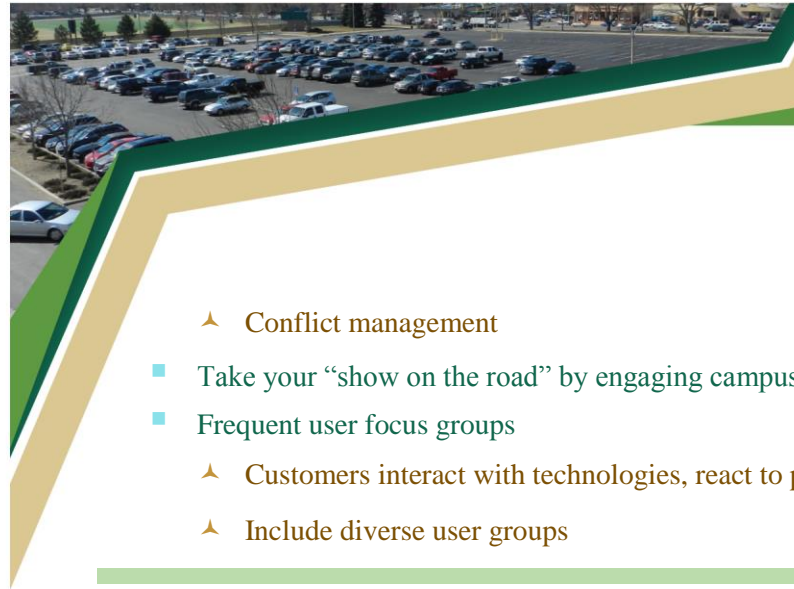 Conflict management
Take your “show on the road” by engaging campus
Frequent user focus groups
Customers interact with technologies, react to
Include diverse user groups